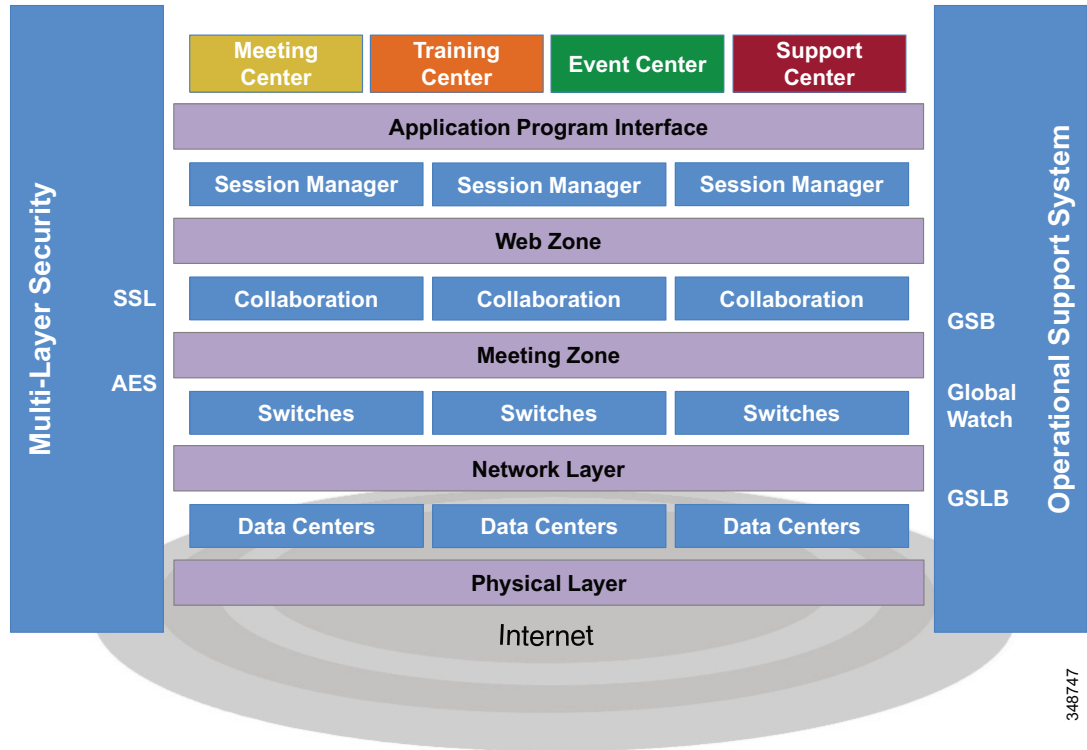 Multi-Layer Security
SSL
AES
Meeting
Center
Training
Center
Event Center
Support
Center
Application Program Interface
Session Manager
Session Manager
Session Manager
Web Zone
Collaboration
Collaboration
Collaboration
Meeting Zone
Switches
Switches
Switches
Network Layer
Data Centers
Data Centers
Data Centers
Physical Layer
Internet
GSB
Global
Watch
GSLB
Operational Support System
348747